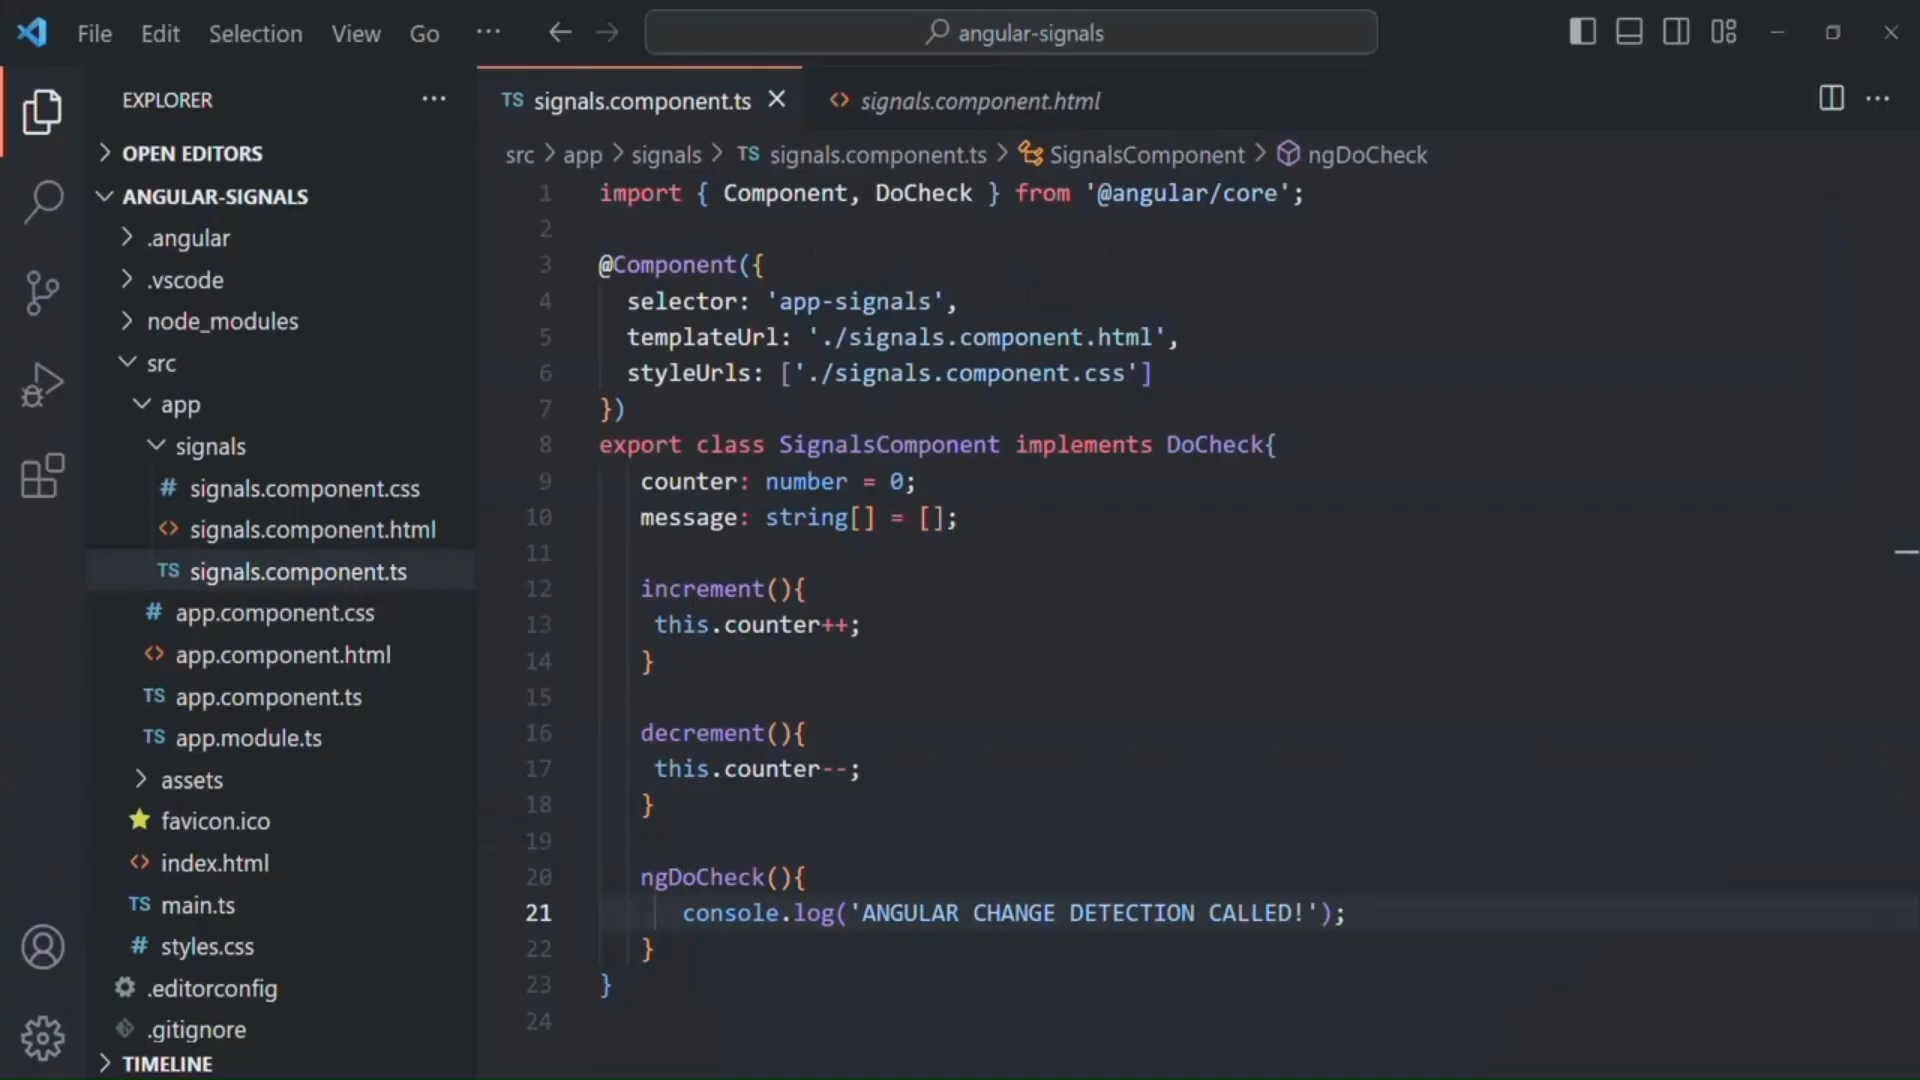 File Edit Selection View Go ··· angular-signals
EXPLORER ···
OPEN EDITORS
ANGULAR-SIGNALS
.angular
.vscode
node_modules
src
app
signals
# signals.component.css
<> signals.component.html
TS signals.component.ts
# app.component.css
<> app.component.html
TS app.component.ts
TS app.module.ts
assets
favicon.ico
<> index.html
TS main.ts
# styles.css
.editorconfig
.gitignore
TIMELINE
TS signals.component.ts <> signals.component.html
src > app > signals > TS signals.component.ts > SignalsComponent > ngDoCheck
1 import { Component, DoCheck } from '@angular/core';
2
3 @Component({
4 selector: 'app-signals',
5 templateUrl: './signals.component.html',
6 styleUrls: ['./signals.component.css']
7 })
8 export class SignalsComponent implements DoCheck{
9 counter: number = 0;
10 message: string[] = [];
11
12 increment(){
13 this.counter++;
14 }
15
16 decrement(){
17 this.counter--;
18 }
19
20 ngDoCheck(){
21 console.log('ANGULAR CHANGE DETECTION CALLED!');
22 }
23 }
24